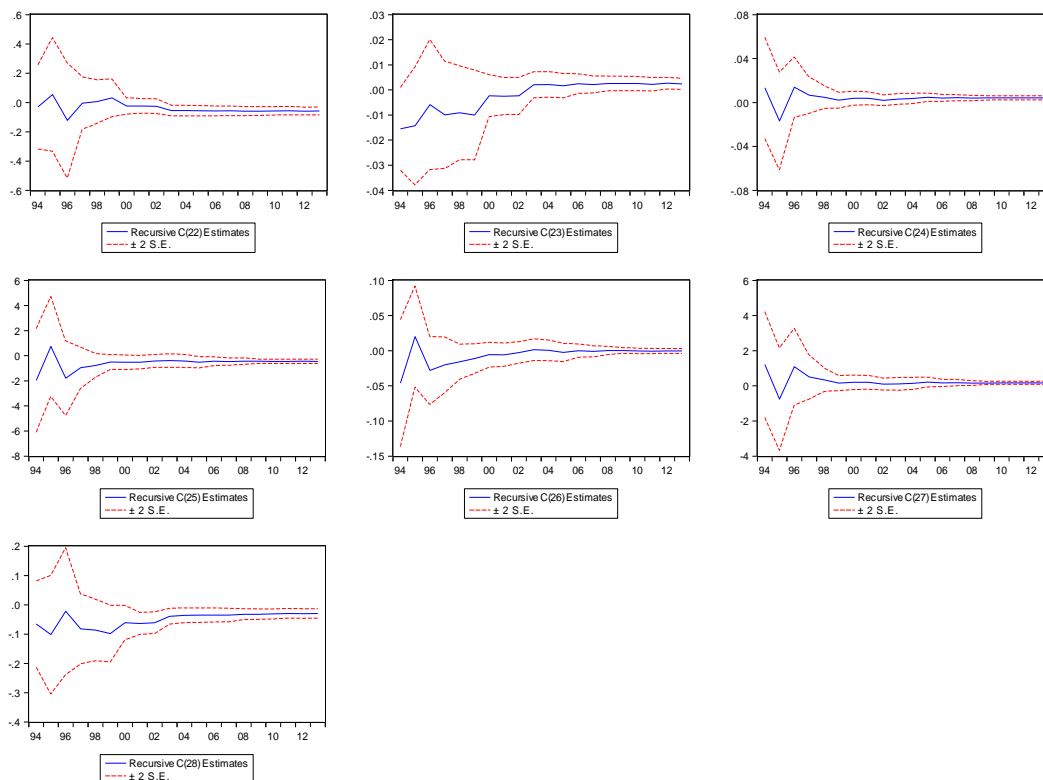 .6
.4
.2
.0
-.2
-.4
-.6
94 96 98 00 02 04 06 08 10 12
Recursive C(22) Estimates
± 2 S.E.
.03
.02
.01
.00
-.01
-.02
-.03
-.04
94 96 98 00 02 04 06 08 10 12
Recursive C(23) Estimates
± 2 S.E.
.08
.04
.00
-.04
-.08
94 96 98 00 02 04 06 08 10 12
Recursive C(24) Estimates
± 2 S.E.
6
4
2
0
-2
-4
-6
-8
94 96 98 00 02 04 06 08 10 12
Recursive C(25) Estimates
± 2 S.E.
.10
.05
.00
-.05
-.10
-.15
94 96 98 00 02 04 06 08 10 12
Recursive C(26) Estimates
± 2 S.E.
6
4
2
0
-2
-4
94 96 98 00 02 04 06 08 10 12
Recursive C(27) Estimates
± 2 S.E.
.2
.1
.0
-.1
-.2
-.3
-.4
94 96 98 00 02 04 06 08 10 12
Recursive C(28) Estimates
± 2 S.E.